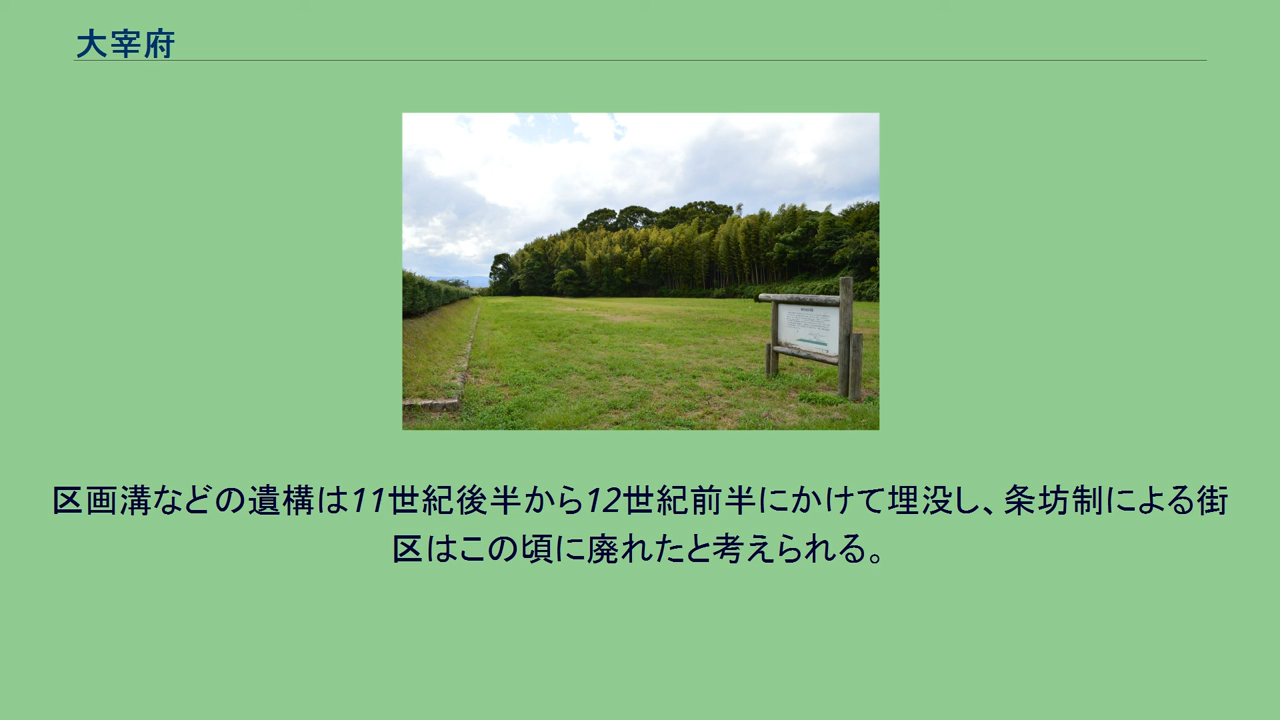 大宰府
区画溝などの遺構は11世紀後半から12世紀前半にかけて埋没し、条坊制による街
区はこの頃に廃れたと考えられる。